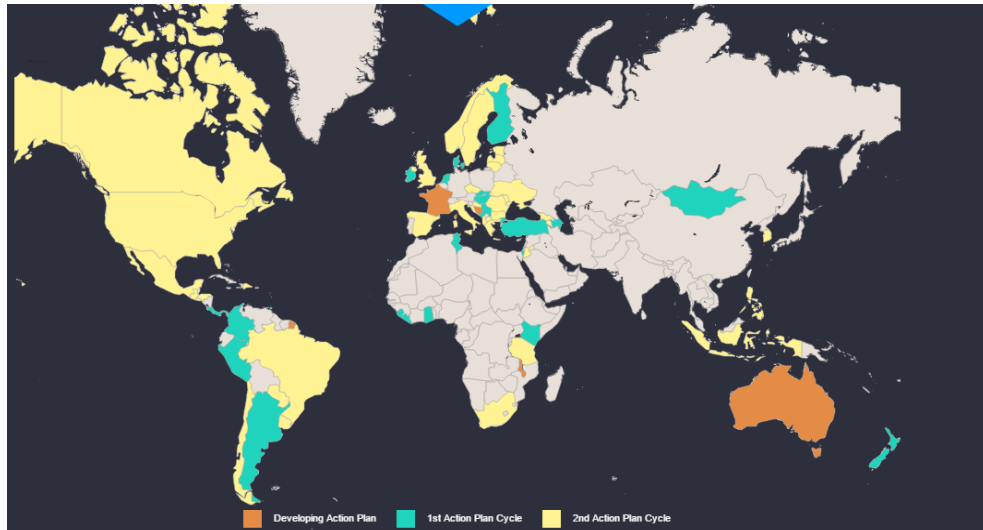 Developing Action Plan
1st Action Plan Cycle
2nd Action Plan Cycle